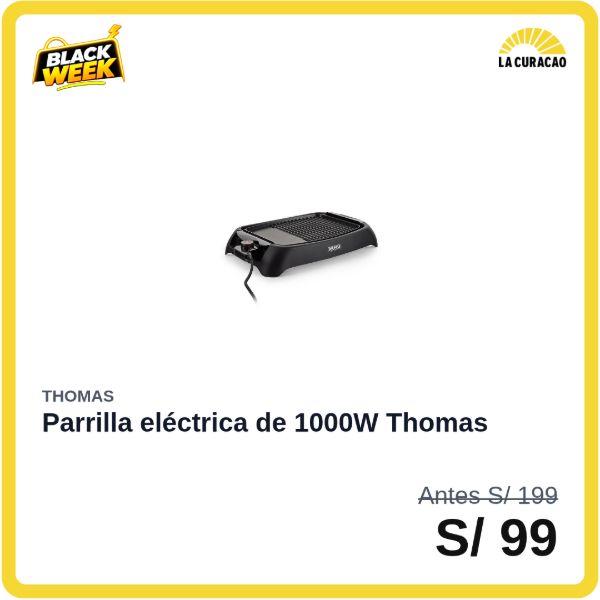 BLACK
WEEK
LA CURACAO
THOMAS
Parrilla eléctrica de 1000W Thomas
Antes S/ 199
S/ 99